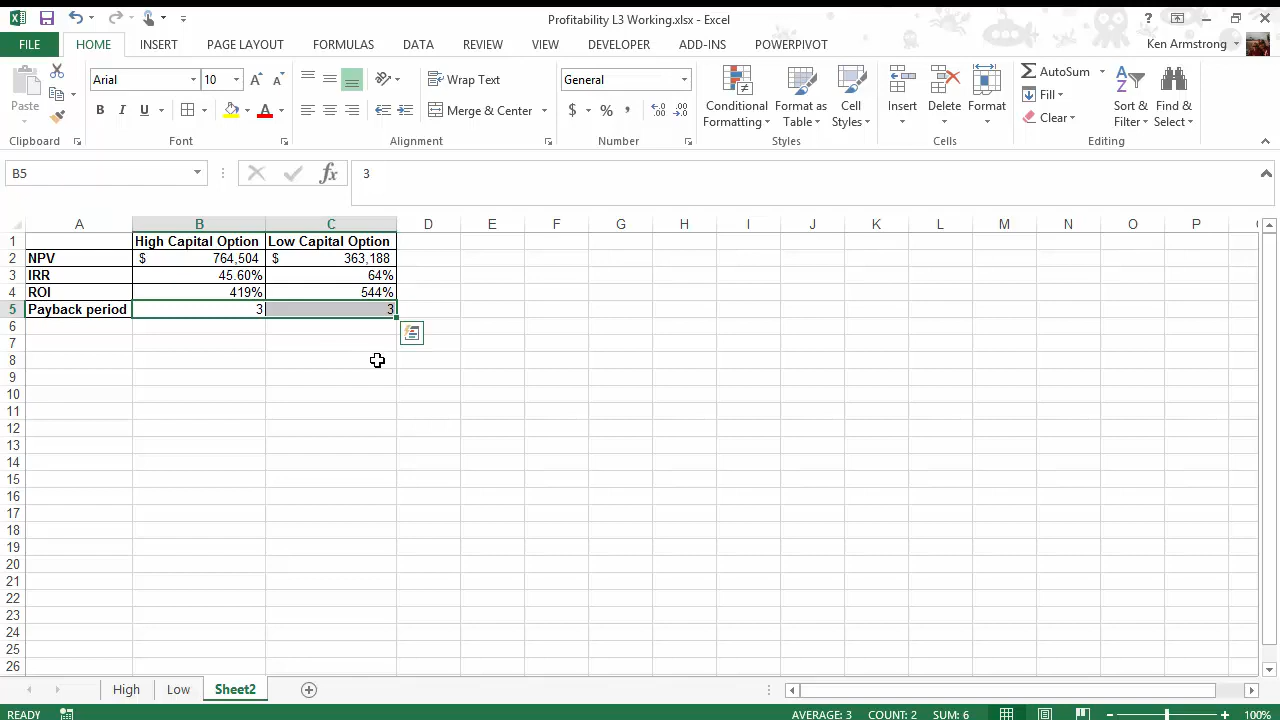 Profitability L3 Working.xlsx - Excel
FILE HOME INSERT PAGE LAYOUT FORMULAS DATA REVIEW VIEW DEVELOPER ADD-INS POWERPIVOT Ken Armstrong
Paste
Arial 10
B I U A
Wrap Text
Merge & Center
General
$ % ,
Conditional Formatting
Format as Table
Cell Styles
Insert Delete Format
AutoSum
Fill
Clear
Sort & Filter
Find & Select
Clipboard Font Alignment Number Styles Cells Editing
B5 fx 3
A B C D E F G H I J K L M N O P
1 High Capital Option Low Capital Option
2 NPV $ 764,504 $ 363,188
3 IRR 45.60% 64%
4 ROI 419% 544%
5 Payback period 3 3
6
7
8
9
10
11
12
13
14
15
16
17
18
19
20
21
22
23
24
25
26
High Low Sheet2
READY AVERAGE: 3 COUNT: 2 SUM: 6 100%